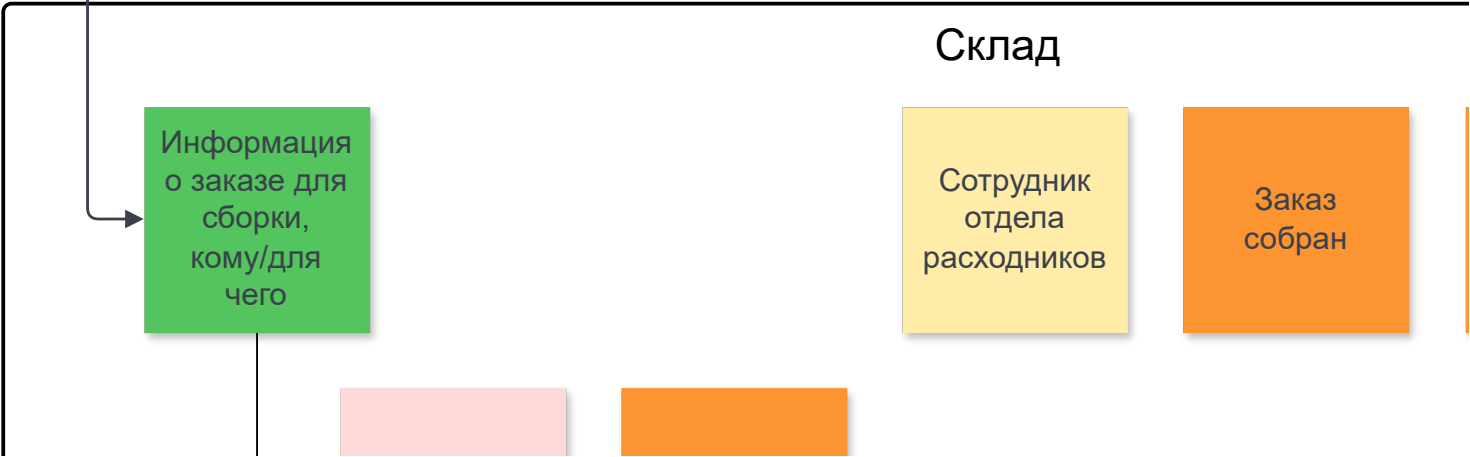 Склад
Информация
о заказе для
сборки,
кому/для
чего
Сотрудник
отдела
расходников
Заказ
собран